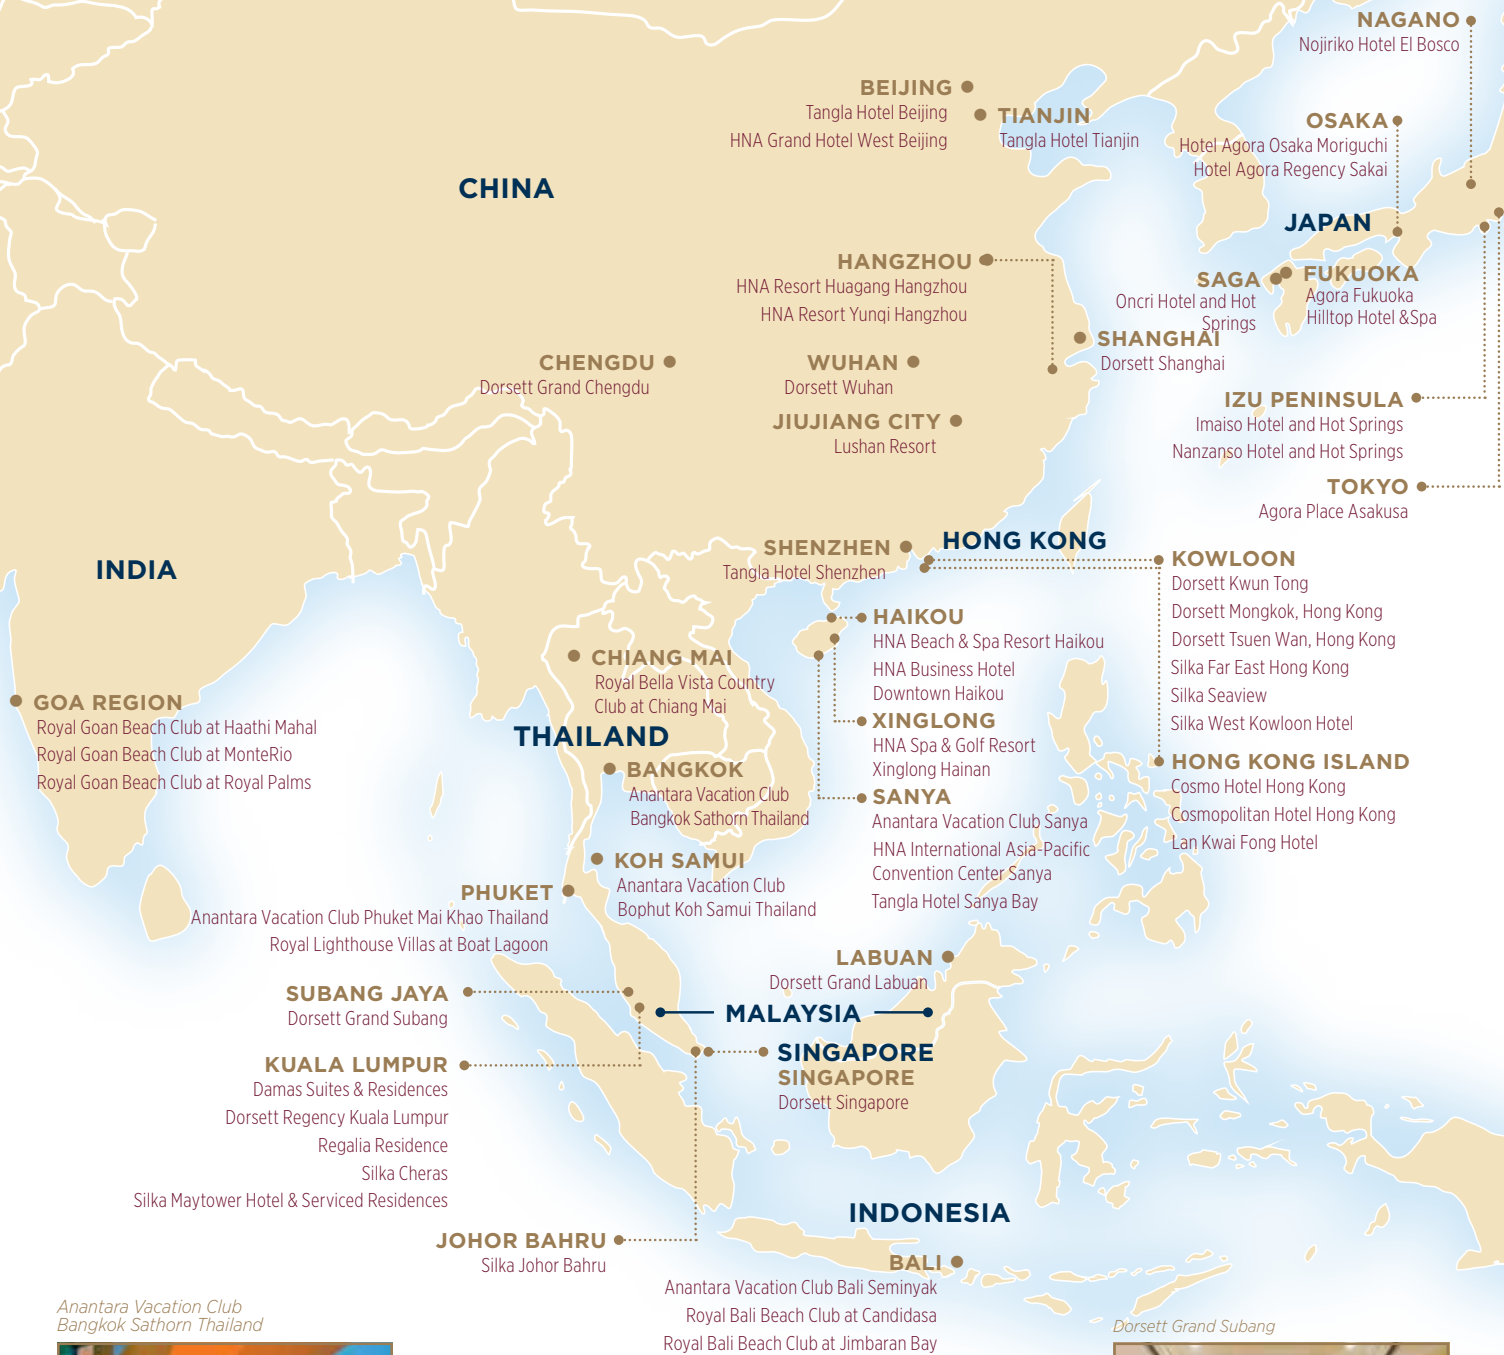 NAGANO
Nojiriko Hotel El Bosco
BEIJING
Tangla Hotel Beijing
HNA Grand Hotel West Beijing
TIANJIN
Tangla Hotel Tianjin
OSAKA
Hotel Agora Osaka Moriguchi
Hotel Agora Regency Sakai
CHINA
JAPAN
HANGZHOU
HNA Resort Huagang Hangzhou
HNA Resort Yunqi Hangzhou
SAGA
Oncri Hotel and Hot
Springs
FUKUOKA
Agora Fukuoka
Hilltop Hotel &Spa
SHANGHAI
Dorsett Shanghai
CHENGDU
Dorsett Grand Chengdu
WUHAN
Dorsett Wuhan
JIUJIANG CITY
Lushan Resort
IZU PENINSULA
Imaiso Hotel and Hot Springs
Nanzanso Hotel and Hot Springs
TOKYO
Agora Place Asakusa
SHENZHEN
Tangla Hotel Shenzhen
HONG KONG
KOWLOON
Dorsett Kwun Tong
Dorsett Mongkok, Hong Kong
Dorsett Tsuen Wan, Hong Kong
Silka Far East Hong Kong
Silka Seaview
Silka West Kowloon Hotel
HONG KONG ISLAND
Cosmo Hotel Hong Kong
Cosmopolitan Hotel Hong Kong
Lan Kwai Fong Hotel
INDIA
HAIKOU
HNA Beach & Spa Resort Haikou
HNA Business Hotel
Downtown Haikou
XINGLONG
HNA Spa & Golf Resort
Xinglong Hainan
SANYA
Anantara Vacation Club Sanya
HNA International Asia-Pacific
Convention Center Sanya
Tangla Hotel Sanya Bay
GOA REGION
Royal Goan Beach Club at Haathi Mahal
Royal Goan Beach Club at MonteRio
Royal Goan Beach Club at Royal Palms
CHIANG MAI
Royal Bella Vista Country
Club at Chiang Mai
THAILAND
BANGKOK
Anantara Vacation Club
Bangkok Sathorn Thailand
KOH SAMUI
Anantara Vacation Club
Bophut Koh Samui Thailand
PHUKET
Anantara Vacation Club Phuket Mai Khao Thailand
Royal Lighthouse Villas at Boat Lagoon
LABUAN
Dorsett Grand Labuan
SUBANG JAYA
Dorsett Grand Subang
MALAYSIA
KUALA LUMPUR
Damas Suites & Residences
Dorsett Regency Kuala Lumpur
Regalia Residence
Silka Cheras
Silka Maytower Hotel & Serviced Residences
SINGAPORE
SINGAPORE
Dorsett Singapore
INDONESIA
JOHOR BAHRU
Silka Johor Bahru
BALI
Anantara Vacation Club Bali Seminyak
Royal Bali Beach Club at Candidasa
Royal Bali Beach Club at Jimbaran Bay
Anantara Vacation Club
Bangkok Sathorn Thailand
Dorsett Grand Subang